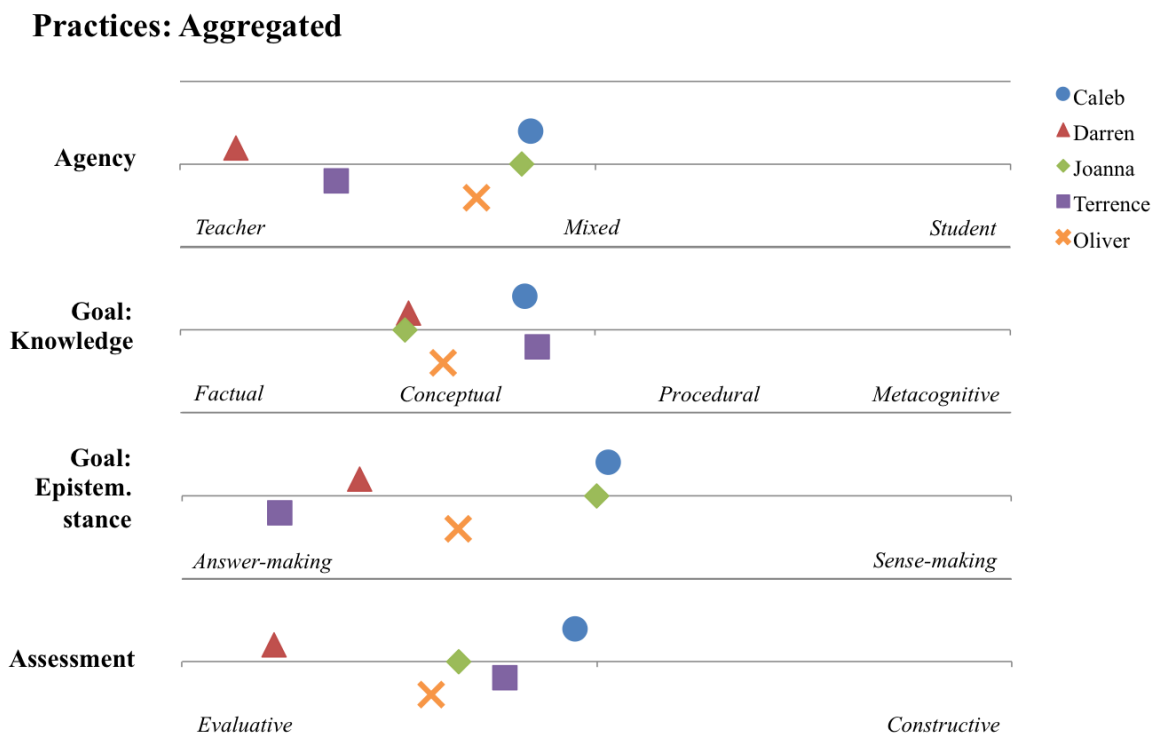 Practices: Aggregated
Caleb
Darren
Joanna
Terrence
Oliver
Agency
Teacher Mixed Student
Goal:
Knowledge
Factual Conceptual Procedural Metacognitive
Goal:
Epistem.
stance
Answer-making Sense-making
Assessment
Evaluative Constructive